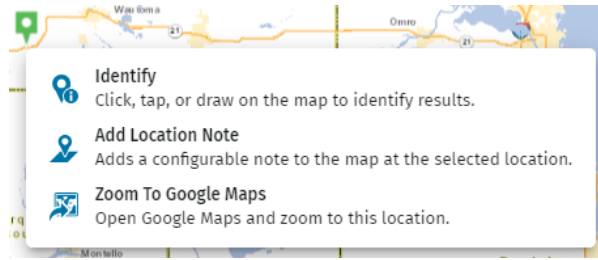 Wautoma
21
Omro
21
Identify
Click, tap, or draw on the map to identify results.
Add Location Note
Adds a configurable note to the map at the selected location.
Zoom To Google Maps
Open Google Maps and zoom to this location.
Montello